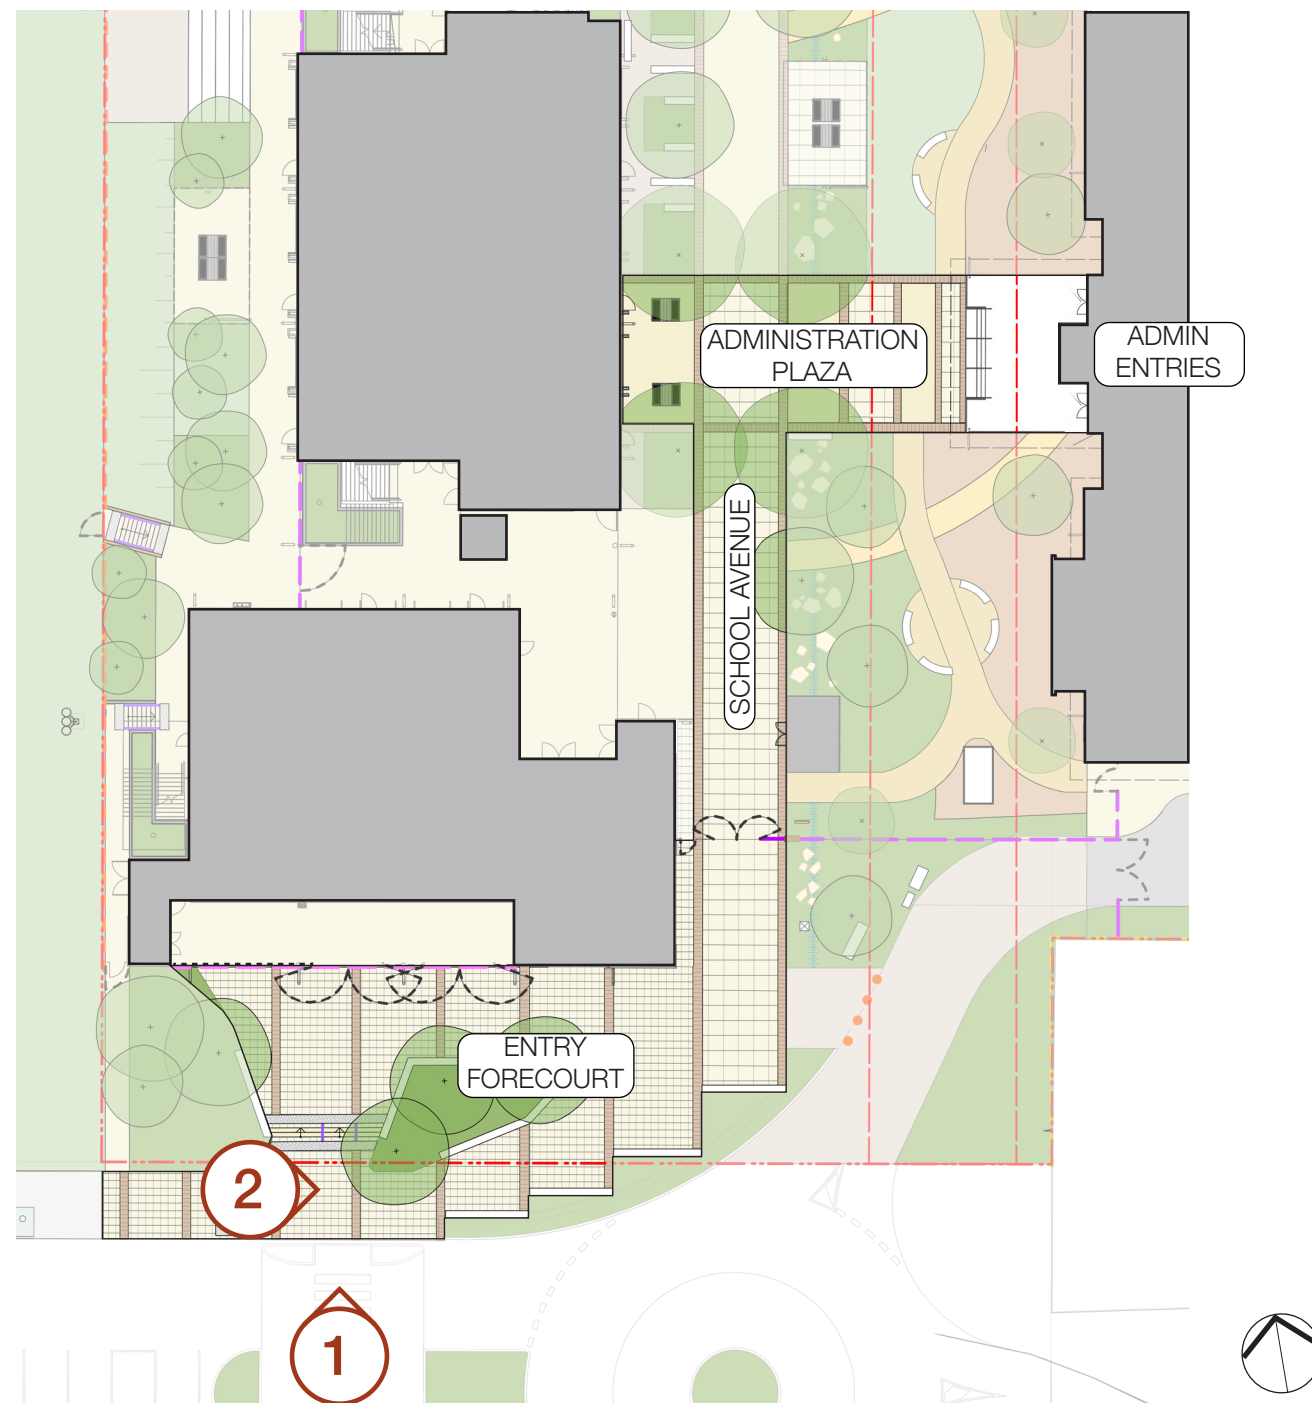 ADMINISTRATION
PLAZA
ADMIN
ENTRIES
SCHOOL AVENUE
ENTRY
FORECOURT
2
1